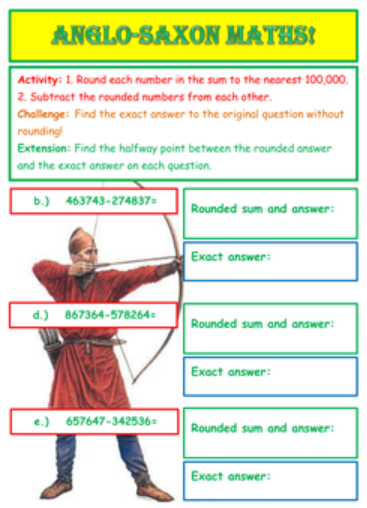 ANGLO-SAXON MATHS!
Activity: 1. Round each number in the sum to the nearest 100,000.
2. Subtract the rounded numbers from each other.
Challenge: Find the exact answer to the original question without
rounding!
Extension: Find the halfway point between the rounded answer
and the exact answer on each question.
b.) 463743-274837=
Rounded sum and answer:
Exact answer:
d.) 867364-578264=
Rounded sum and answer:
Exact answer:
e.) 657647-342536=
Rounded sum and answer:
Exact answer: